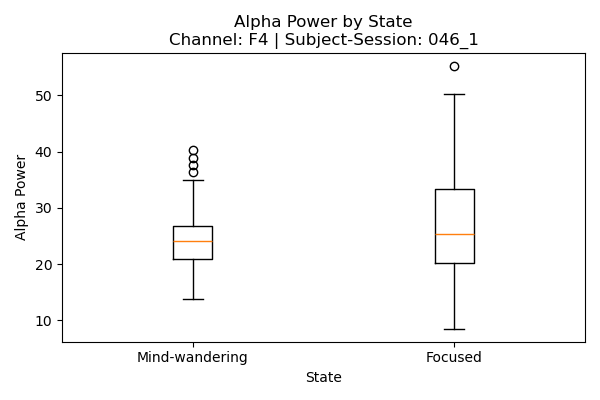 Alpha Power by State
Channel: F4 | Subject-Session: 046_1
Alpha Power
50
40
30
20
10
Mind-wandering
Focused
State